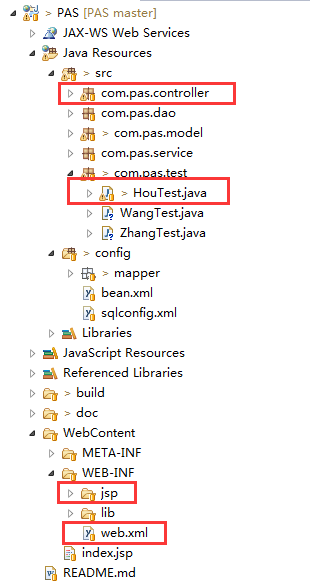 > PAS [PAS master]
JAX-WS Web Services
Java Resources
> src
com.pas.controller
com.pas.dao
> com.pas.model
com.pas.service
> com.pas.test
> HouTest.java
WangTest.java
ZhangTest.java
> config
> mapper
bean.xml
sqlconfig.xml
Libraries
JavaScript Resources
Referenced Libraries
> build
> doc
WebContent
META-INF
WEB-INF
jsp
lib
web.xml
index.jsp
README.md